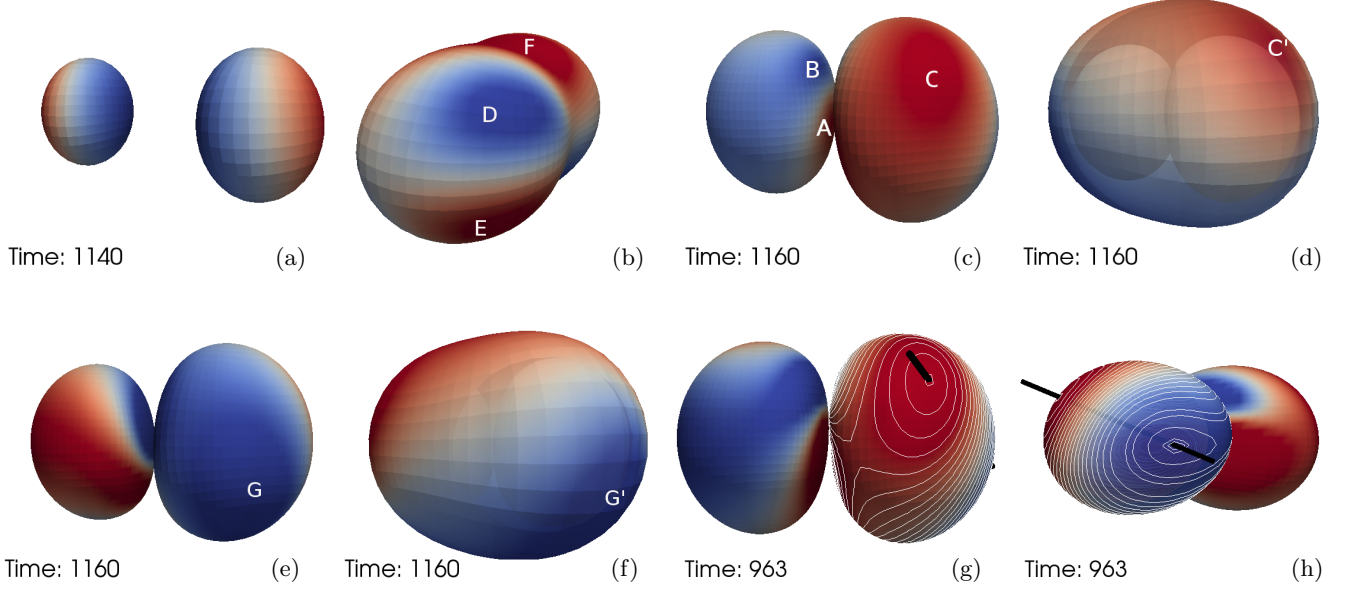 F
D
E
B
A
C
C'
Time: 1140 (a) (b) Time: 1160 (c) Time: 1160 (d)
G
G'
Time: 1160 (e) Time: 1160 (f) Time: 963 (g) Time: 963 (h)